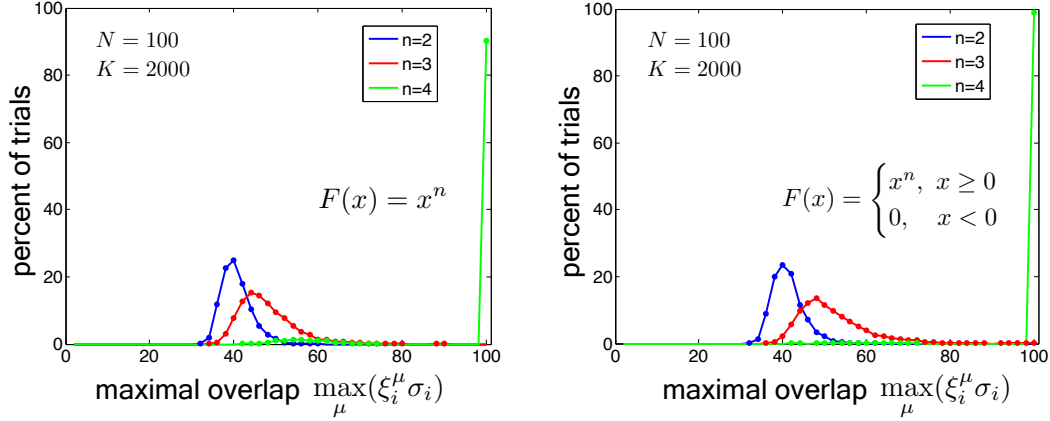 N = 100
K = 2000
n=2
n=3
n=4
F(x) = xⁿ
percent of trials
100
80
60
40
20
0
0 20 40 60 80 100
maximal overlap max_μ(ξ_i^μ σ_i)
N = 100
K = 2000
n=2
n=3
n=4
F(x) = { xⁿ, x ≥ 0
0, x < 0
percent of trials
100
80
60
40
20
0
0 20 40 60 80 100
maximal overlap max_μ(ξ_i^μ σ_i)